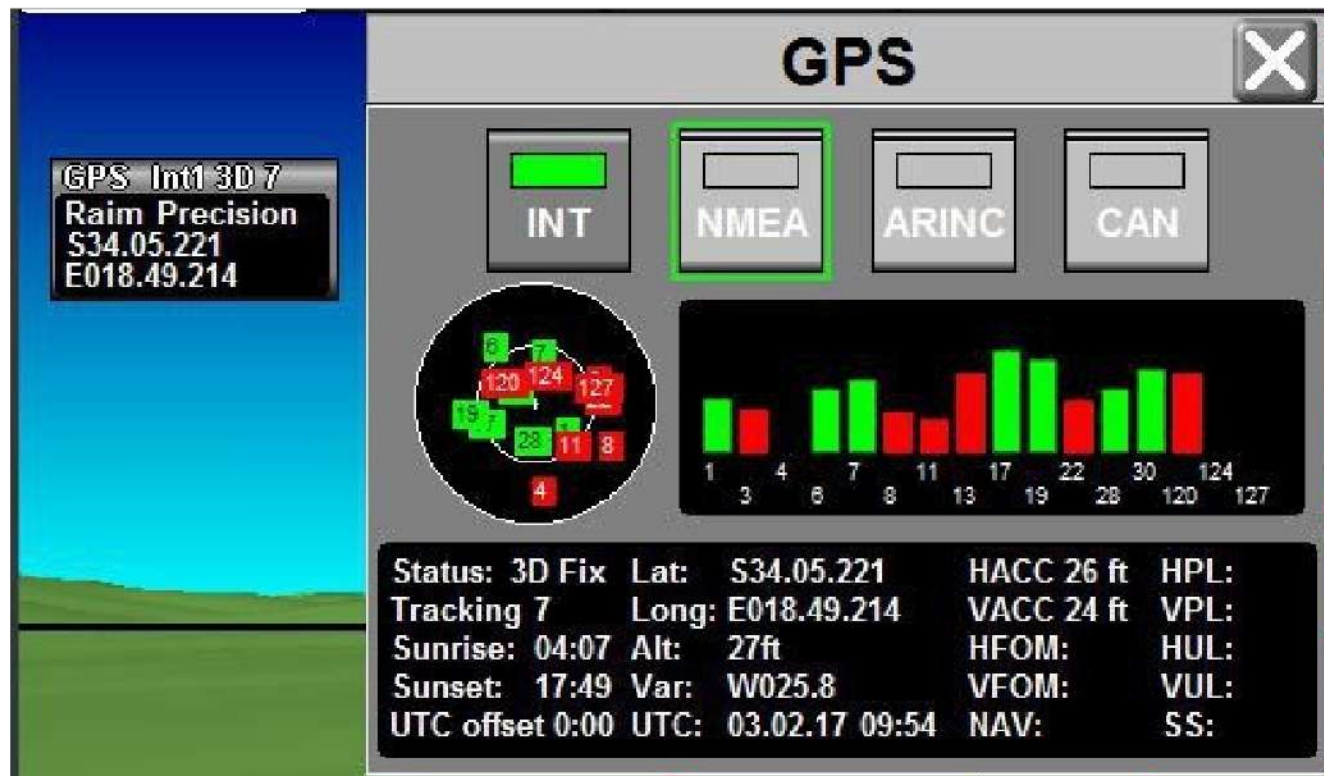 GPS
GPS Int1 3D 7
Raim Precision
S34.05.221
E018.49.214
INT
NMEA
ARINC
CAN
6
7
120
124
127
19
7
28
11
8
4
1 4 7 11 17 22 30 124
3 6 8 13 19 28 120 127
Status: 3D Fix Lat: S34.05.221 HACC 26 ft HPL:
Tracking 7 Long: E018.49.214 VACC 24 ft VPL:
Sunrise: 04:07 Alt: 27ft HFOM: HUL:
Sunset: 17:49 Var: W025.8 VFOM: VUL:
UTC offset 0:00 UTC: 03.02.17 09:54 NAV: SS: